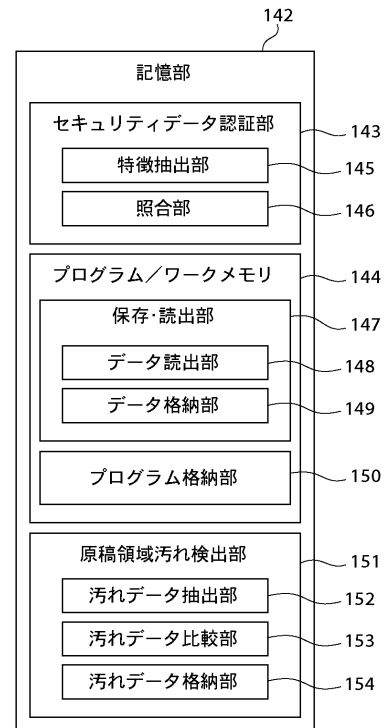 142
記憶部
セキュリティデータ認証部
143
特徴抽出部
145
照合部
146
プログラム／ワークメモリ
144
保存・読出部
147
データ読出部
148
データ格納部
149
プログラム格納部
150
原稿領域汚れ検出部
151
汚れデータ抽出部
152
汚れデータ比較部
153
汚れデータ格納部
154